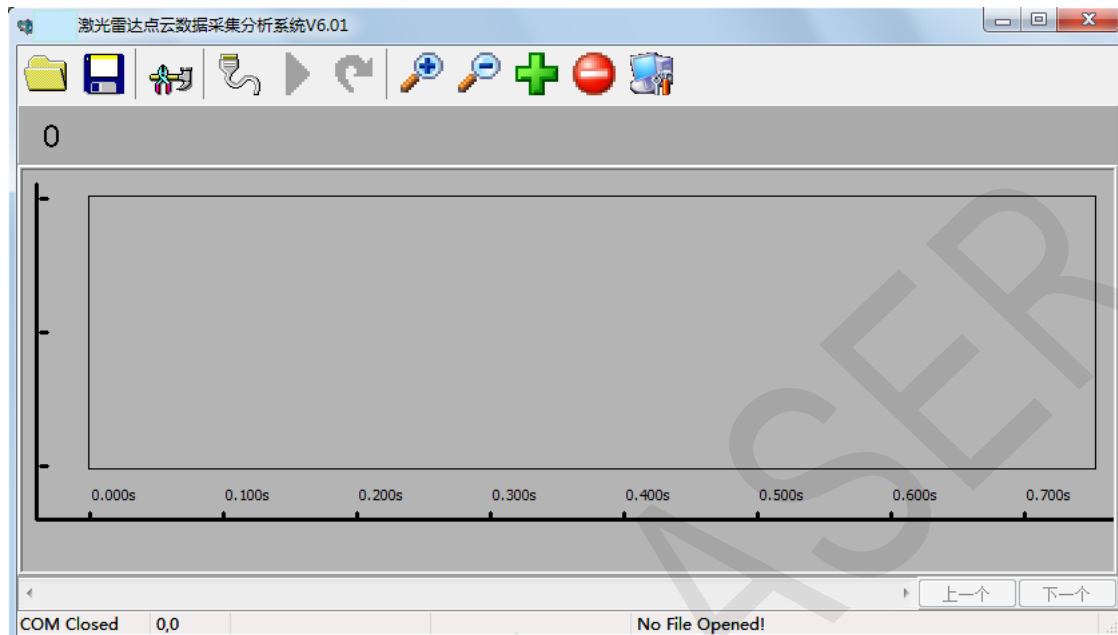 激光雷达点云数据采集分析系统V6.01
0
0.000s 0.100s 0.200s 0.300s 0.400s 0.500s 0.600s 0.700s
上一个 下一个
COM Closed 0,0 No File Opened!
ASER